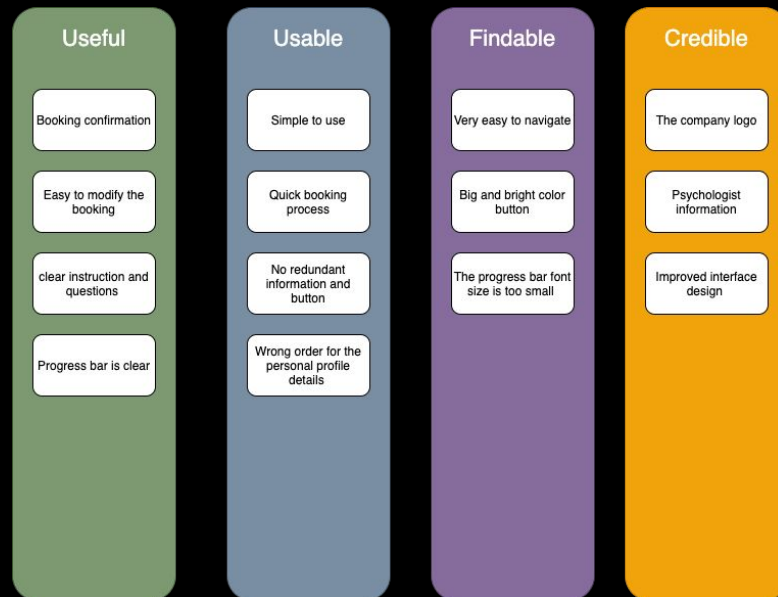 Useful
Booking confirmation
Easy to modify the
booking
clear instruction and
questions
Progress bar is clear
Usable
Simple to use
Quick booking
process
No redundant
information and
button
Wrong order for the
personal profile
details
Findable
Very easy to navigate
Big and bright color
button
The progress bar font
size is too small
Credible
The company logo
Psychologist
information
Improved interface
design